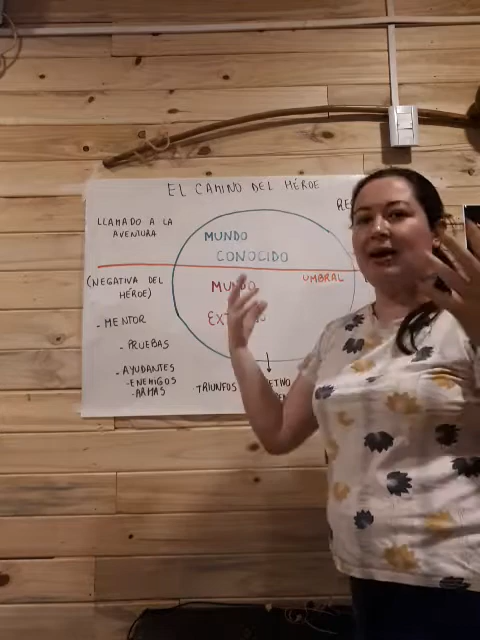 EL CAMINO DEL HÉROE
RE
LLAMADO A LA
AVENTURA
MUNDO
CONOCIDO
(NEGATIVA DEL
HÉROE)
UMBRAL
- MENTOR
- PRUEBAS
- AYUDANTES
- ENEMIGOS
- ARMAS
TRIUNFOS